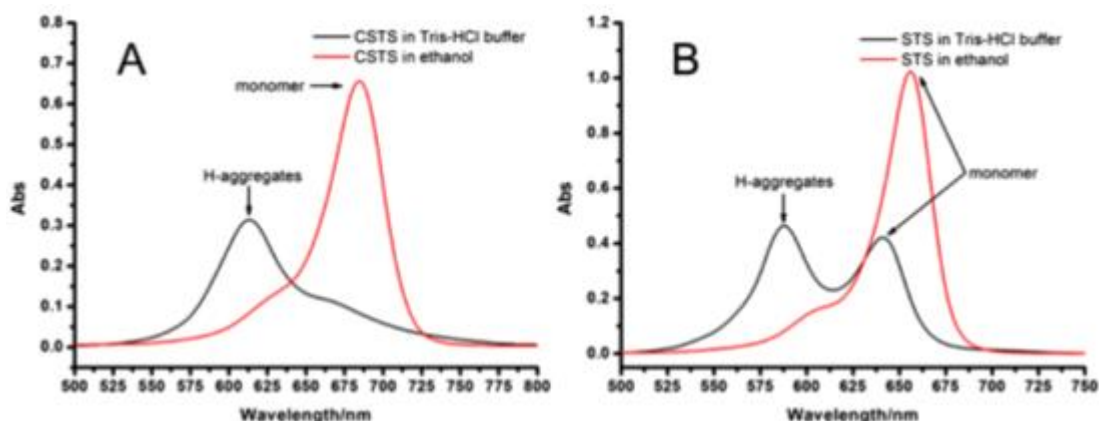 A
CSTS in Tris-HCl buffer
CSTS in ethanol
monomer
H-aggregates
Abs
0.8
0.7
0.6
0.5
0.4
0.3
0.2
0.1
0.0
500 525 550 575 600 625 650 675 700 725 750 775 800
Wavelength/nm
B
STS in Tris-HCl buffer
STS in ethanol
H-aggregates
monomer
Abs
1.2
1.0
0.8
0.6
0.4
0.2
0.0
500 525 550 575 600 625 650 675 700 725 750
Wavelength/nm